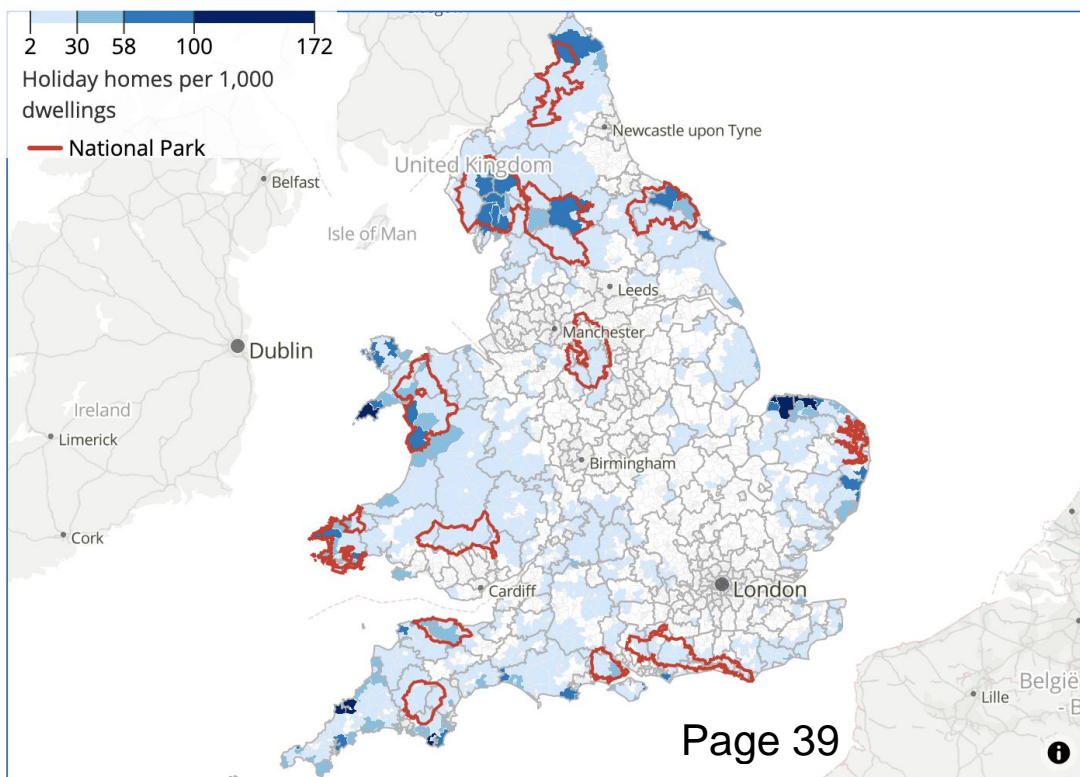 2 30 58 100 172
Holiday homes per 1,000
dwellings
National Park
Newcastle upon Tyne
United Kingdom
Belfast
Isle of Man
Leeds
Manchester
Dublin
Ireland
Limerick
Birmingham
Cork
Cardiff
London
Lille
België
- B
Page 39
i